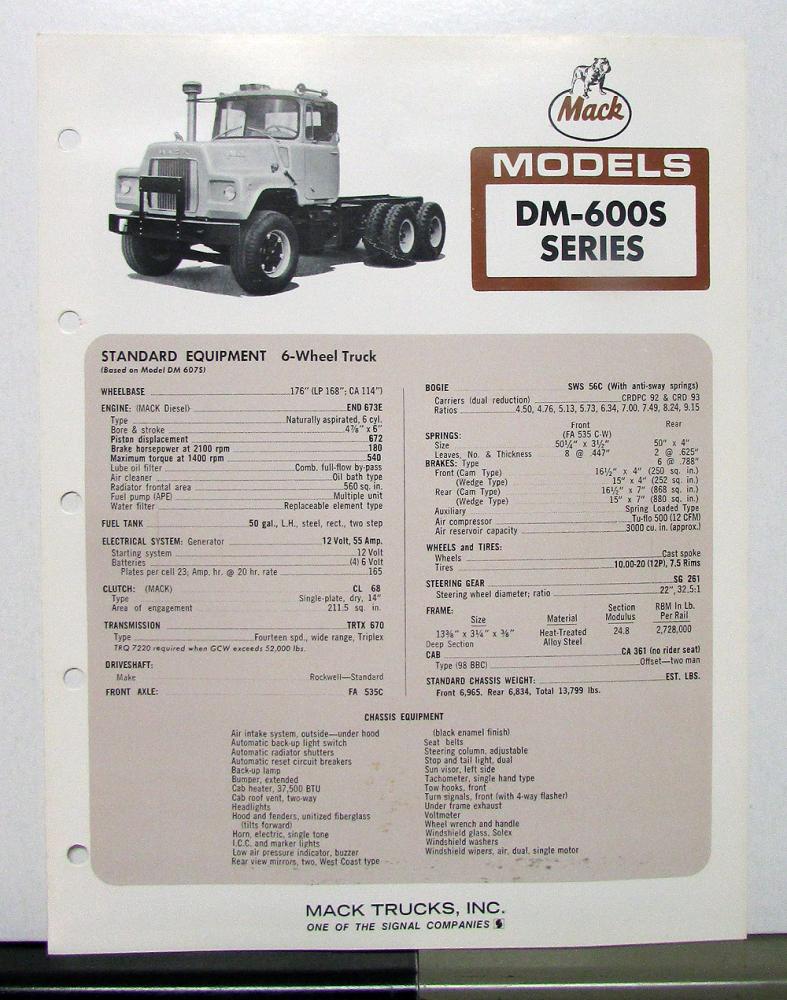 Mack
MODELS
DM-600S
SERIES
STANDARD EQUIPMENT 6-Wheel Truck
(Based on Model DM 607S)
WHEELBASE 176" (LP 168"; CA 114")
ENGINE: (MACK Diesel) END 673E
Type Naturally aspirated, 6 cyl.
Bore & stroke 4⅞" x 6"
Piston displacement 672
Brake horsepower at 2100 rpm 180
Maximum torque at 1400 rpm 540
Lube oil filter Comb. full-flow by-pass
Air cleaner Oil bath type
Radiator frontal area 560 sq. in.
Fuel pump (APE) Multiple unit
Water filter Replaceable element type
FUEL TANK 50 gal., L.H., steel, rect., two step
ELECTRICAL SYSTEM: Generator 12 Volt, 55 Amp.
Starting system 12 Volt
Batteries (4) 6 Volt
Plates per cell 23; Amp. hr. @ 20 hr. rate 165
CLUTCH: (MACK) CL 68
Type Single-plate, dry, 14"
Area of engagement 211.5 sq. in.
TRANSMISSION TRTX 670
Type Fourteen spd., wide range, Triplex
TRQ 7220 required when GCW exceeds 52,000 lbs.
DRIVESHAFT:
Make Rockwell—Standard
FRONT AXLE: FA 535C
BOGIE SWS 56C (With anti-sway springs)
Carriers (dual reduction) CRDPC 92 & CRD 93
Ratios 4.50, 4.76, 5.13, 5.73, 6.34, 7.00, 7.49, 8.24, 9.15
Front Rear
SPRINGS: (FA 535 C-W)
Size 50¼" x 3½" 50" x 4"
Leaves, No. & Thickness 8 @ .447" 2 @ .625"
BRAKES: Type 6 @ .788"
Front (Cam Type) 16½" x 4" (250 sq. in.)
(Wedge Type) 15" x 4" (252 sq. in.)
Rear (Cam Type) 16½" x 7" (868 sq. in.)
(Wedge Type) 15" x 7" (880 sq. in.)
Auxiliary Spring Loaded Type
Air compressor Tu-flo 500 (12 CFM)
Air reservoir capacity 3000 cu. in. (approx.)
WHEELS and TIRES:
Wheels Cast spoke
Tires 10.00-20 (12P), 7.5 Rims
STEERING GEAR SG 261
Steering wheel diameter; ratio 22", 32.5:1
FRAME:
Size Material Section Modulus RBM In Lb. Per Rail
13⅜" x 3¼" x ⅜" Heat-Treated 24.8 2,728,000
Deep Section Alloy Steel
CAB CA 361 (no rider seat)
Type (98 BBC) Offset—two man
STANDARD CHASSIS WEIGHT: EST. LBS.
Front 6,965, Rear 6,834, Total 13,799 lbs.
CHASSIS EQUIPMENT
Air intake system, outside—under hood
Automatic back-up light switch
Automatic radiator shutters
Automatic reset circuit breakers
Back-up lamp
Bumper, extended
Cab heater, 37,500 BTU
Cab roof vent, two-way
Headlights
Hood and fenders, unitized fiberglass
(tilts forward)
Horn, electric, single tone
I.C.C. and marker lights
Low air pressure indicator, buzzer
Rear view mirrors, two, West Coast type
(black enamel finish)
Seat belts
Steering column, adjustable
Stop and tail light, dual
Sun visor, left side
Tachometer, single hand type
Tow hooks, front
Turn signals, front (with 4-way flasher)
Under frame exhaust
Voltmeter
Wheel wrench and handle
Windshield glass, Solex
Windshield washers
Windshield wipers, air, dual, single motor
MACK TRUCKS, INC.
ONE OF THE SIGNAL COMPANIES